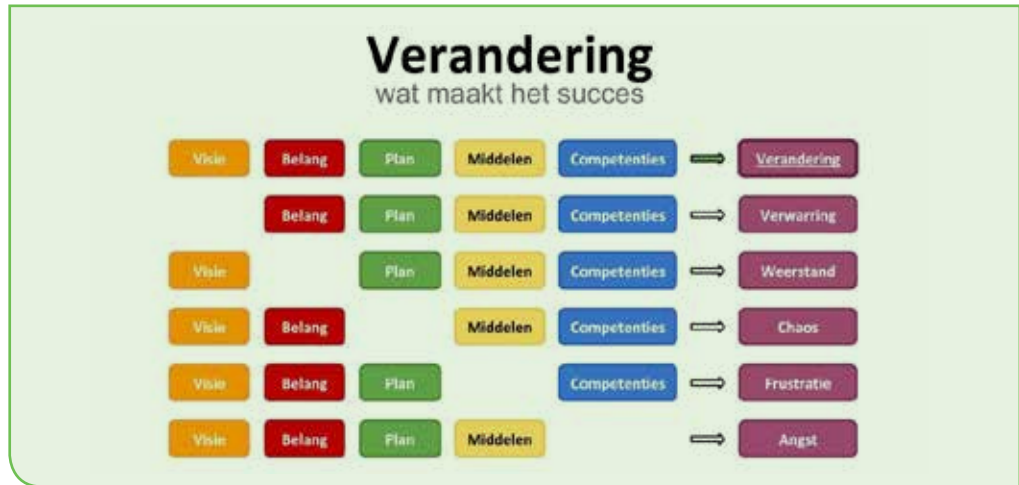 Verandering
wat maakt het succes
Visie Belang Plan Middelen Competenties Verandering
Belang Plan Middelen Competenties Verwarring
Visie Plan Middelen Competenties Weerstand
Visie Belang Middelen Competenties Chaos
Visie Belang Plan Competenties Frustratie
Visie Belang Plan Middelen Angst